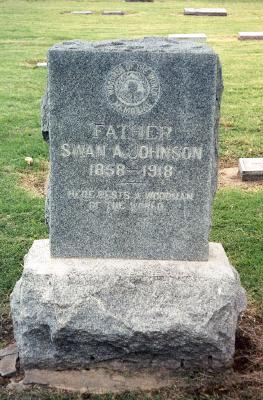 FATHER
SWAN A. JOHNSON
1858-1918
HERE RESTS A WOODMAN
OF THE WORLD